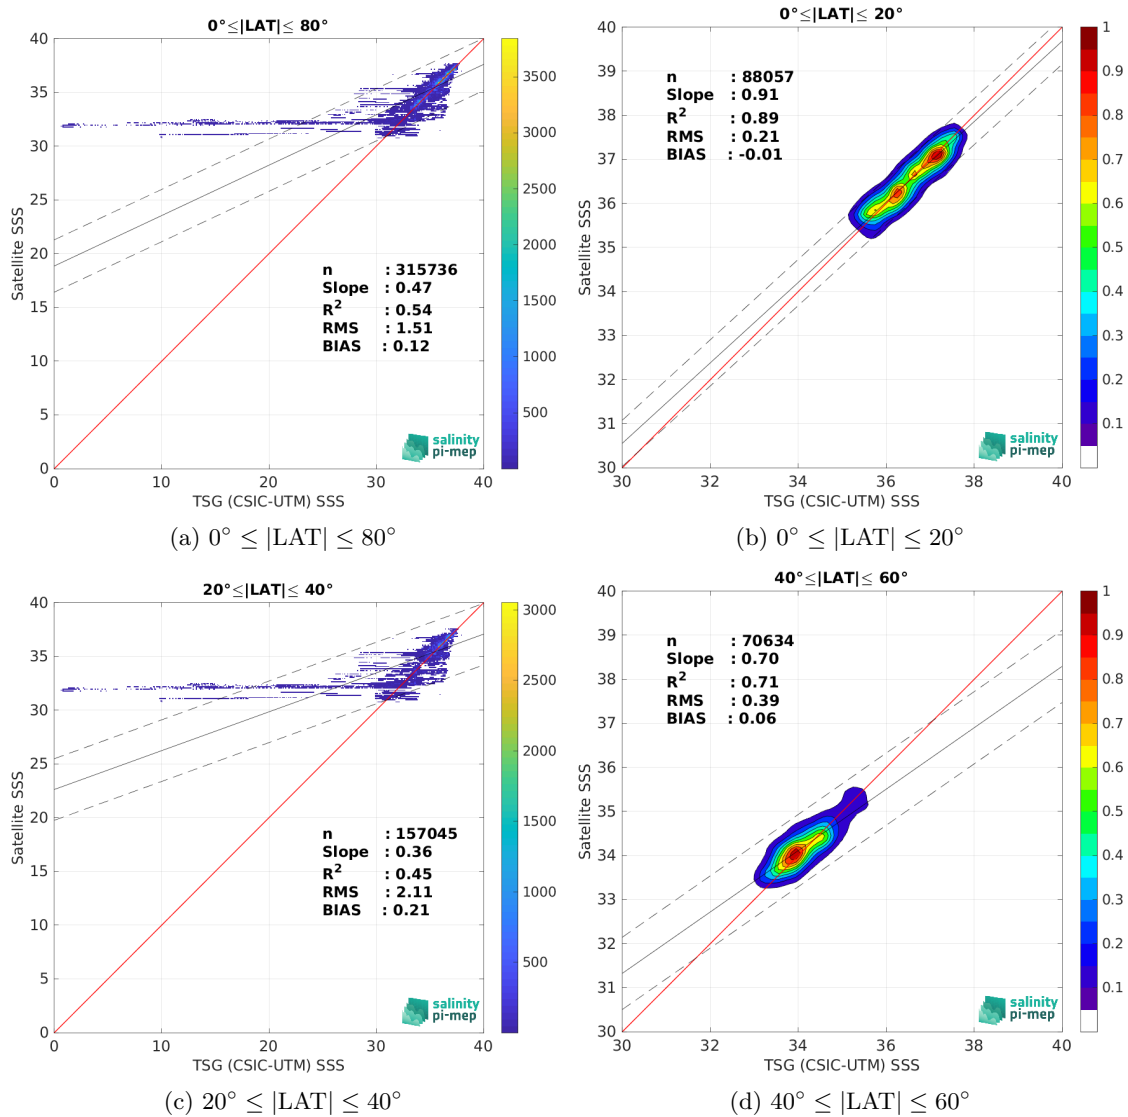 0°≤|LAT|≤ 80°
40
35
30
25
20
15
10
5
0
Satellite SSS
n : 315736
Slope : 0.47
R² : 0.54
RMS : 1.51
BIAS : 0.12
salinity
pi-mep
0 10 20 30 40
TSG (CSIC-UTM) SSS
3500
3000
2500
2000
1500
1000
500
(a) 0° ≤ |LAT| ≤ 80°
0°≤|LAT|≤ 20°
40
39
38
37
36
35
34
33
32
31
30
Satellite SSS
n : 88057
Slope : 0.91
R² : 0.89
RMS : 0.21
BIAS : -0.01
salinity
pi-mep
30 32 34 36 38 40
TSG (CSIC-UTM) SSS
1
0.9
0.8
0.7
0.6
0.5
0.4
0.3
0.2
0.1
(b) 0° ≤ |LAT| ≤ 20°
20°≤|LAT|≤ 40°
40
35
30
25
20
15
10
5
0
Satellite SSS
n : 157045
Slope : 0.36
R² : 0.45
RMS : 2.11
BIAS : 0.21
salinity
pi-mep
0 10 20 30 40
TSG (CSIC-UTM) SSS
3000
2500
2000
1500
1000
500
(c) 20° ≤ |LAT| ≤ 40°
40°≤|LAT|≤ 60°
40
39
38
37
36
35
34
33
32
31
30
Satellite SSS
n : 70634
Slope : 0.70
R² : 0.71
RMS : 0.39
BIAS : 0.06
salinity
pi-mep
30 32 34 36 38 40
TSG (CSIC-UTM) SSS
1
0.9
0.8
0.7
0.6
0.5
0.4
0.3
0.2
0.1
(d) 40° ≤ |LAT| ≤ 60°